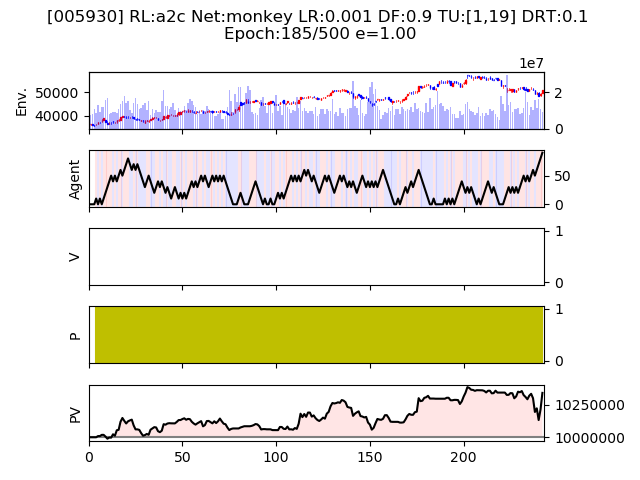 [005930] RL:a2c Net:monkey LR:0.001 DF:0.9 TU:[1,19] DRT:0.1
Epoch:185/500 e=1.00
1e7
Env.
50000
40000
2
0
Agent
50
0
V
1
0
P
1
0
PV
10250000
10000000
0 50 100 150 200